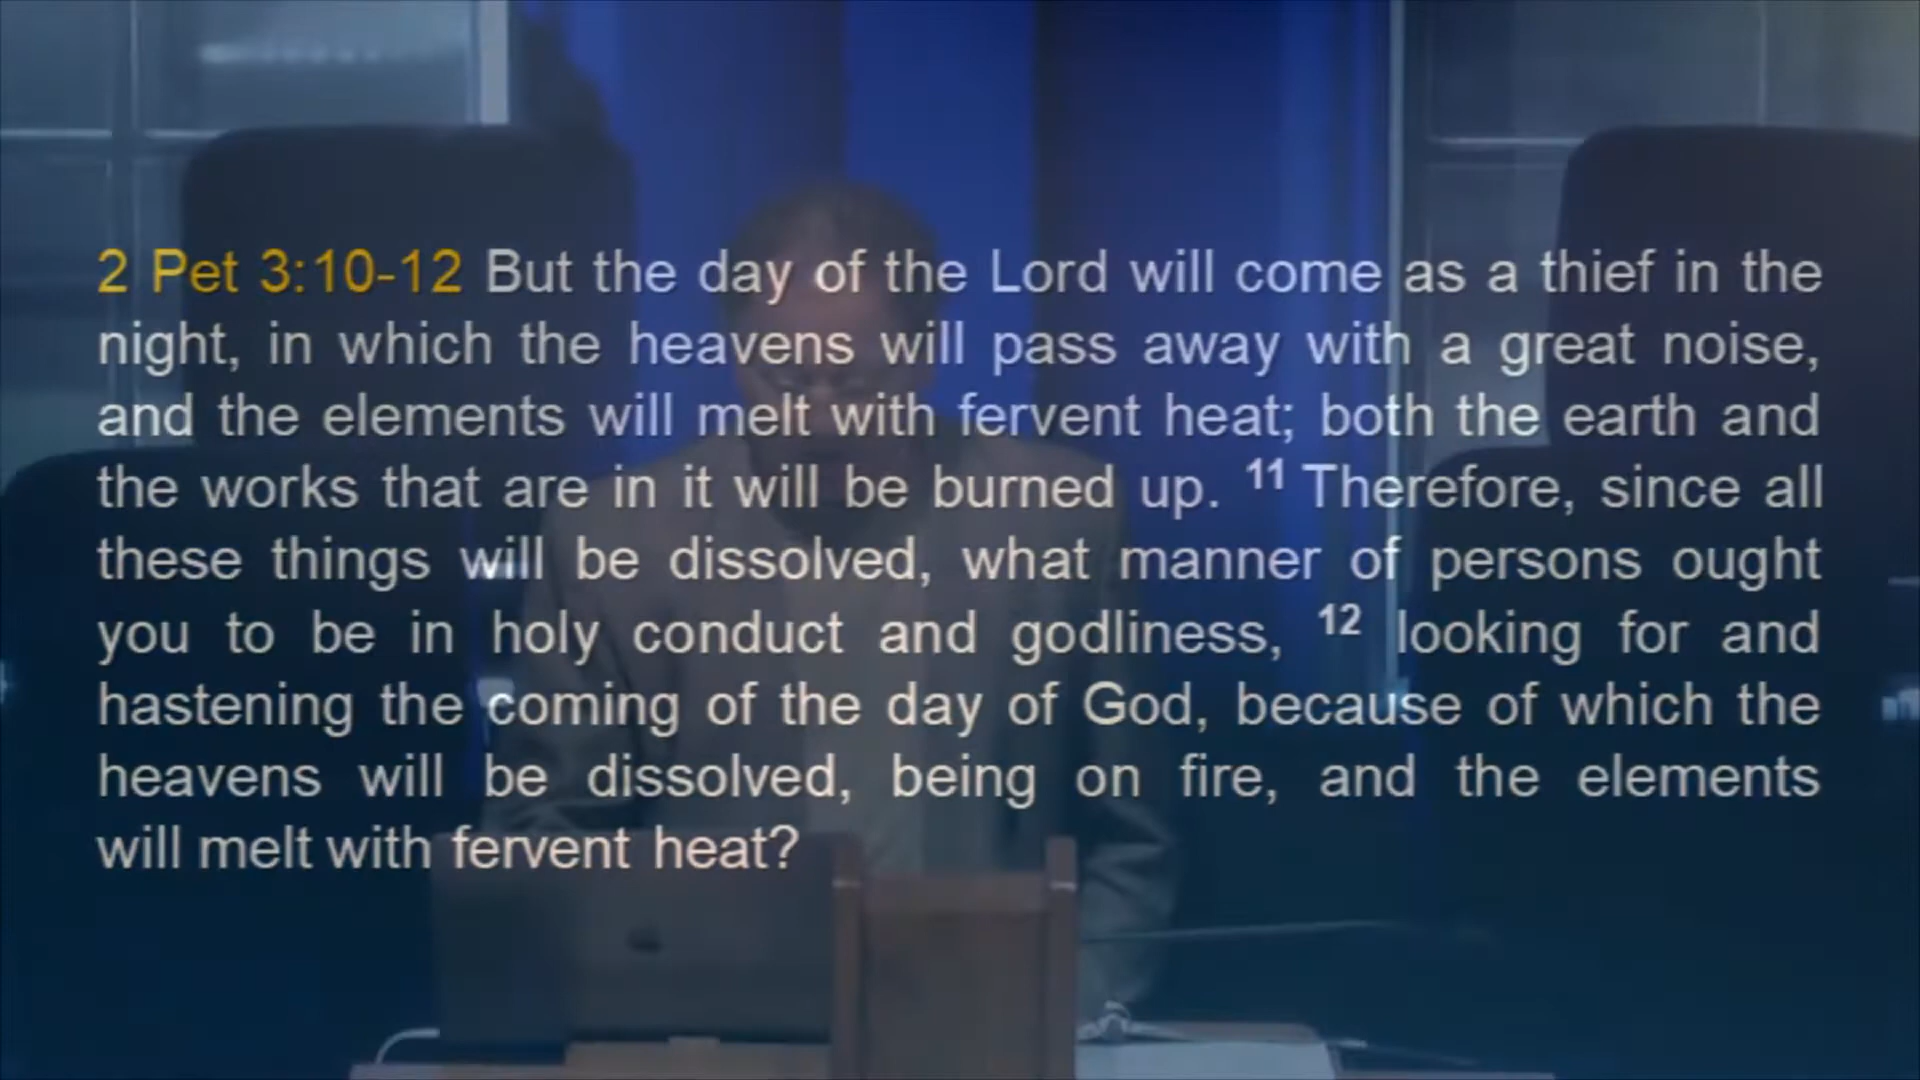 2 Pet 3:10-12 But the day of the Lord will come as a thief in the
night, in which the heavens will pass away with a great noise,
and the elements will melt with fervent heat; both the earth and
the works that are in it will be burned up. 11 Therefore, since all
these things will be dissolved, what manner of persons ought
you to be in holy conduct and godliness, 12 looking for and
hastening the coming of the day of God, because of which the
heavens will be dissolved, being on fire, and the elements
will melt with fervent heat?